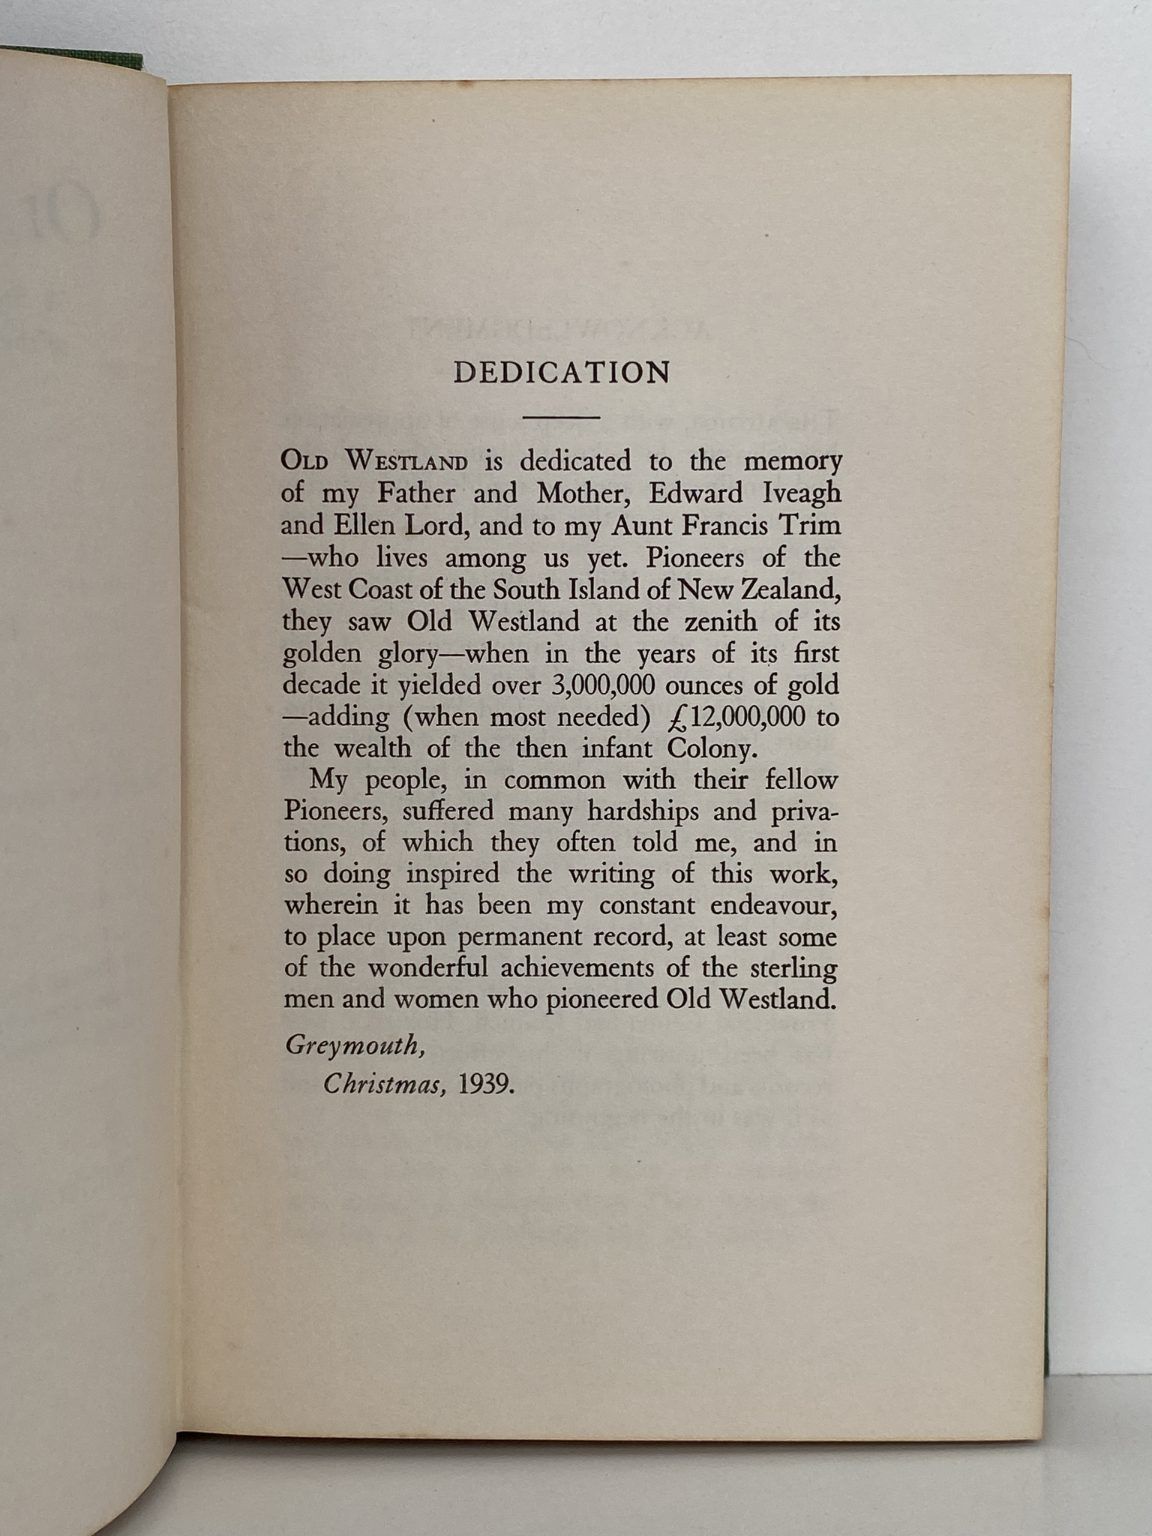 DEDICATION
OLD WESTLAND is dedicated to the memory
of my Father and Mother, Edward Iveagh
and Ellen Lord, and to my Aunt Francis Trim
—who lives among us yet. Pioneers of the
West Coast of the South Island of New Zealand,
they saw Old Westland at the zenith of its
golden glory—when in the years of its first
decade it yielded over 3,000,000 ounces of gold
—adding (when most needed) £12,000,000 to
the wealth of the then infant Colony.
My people, in common with their fellow
Pioneers, suffered many hardships and priva-
tions, of which they often told me, and in
so doing inspired the writing of this work,
wherein it has been my constant endeavour,
to place upon permanent record, at least some
of the wonderful achievements of the sterling
men and women who pioneered Old Westland.
Greymouth,
Christmas, 1939.